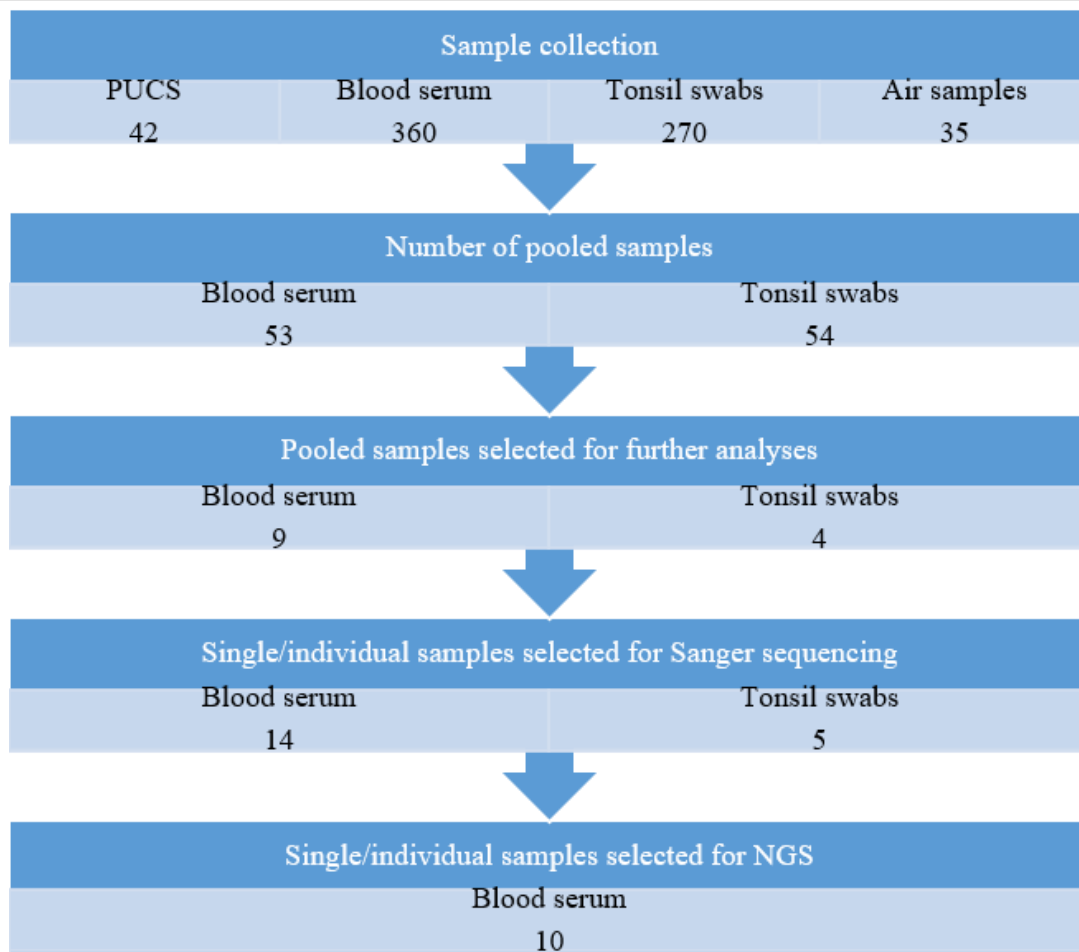 Sample collection
PUCS Blood serum Tonsil swabs Air samples
42 360 270 35
Number of pooled samples
Blood serum Tonsil swabs
53 54
Pooled samples selected for further analyses
Blood serum Tonsil swabs
9 4
Single/individual samples selected for Sanger sequencing
Blood serum Tonsil swabs
14 5
Single/individual samples selected for NGS
Blood serum
10